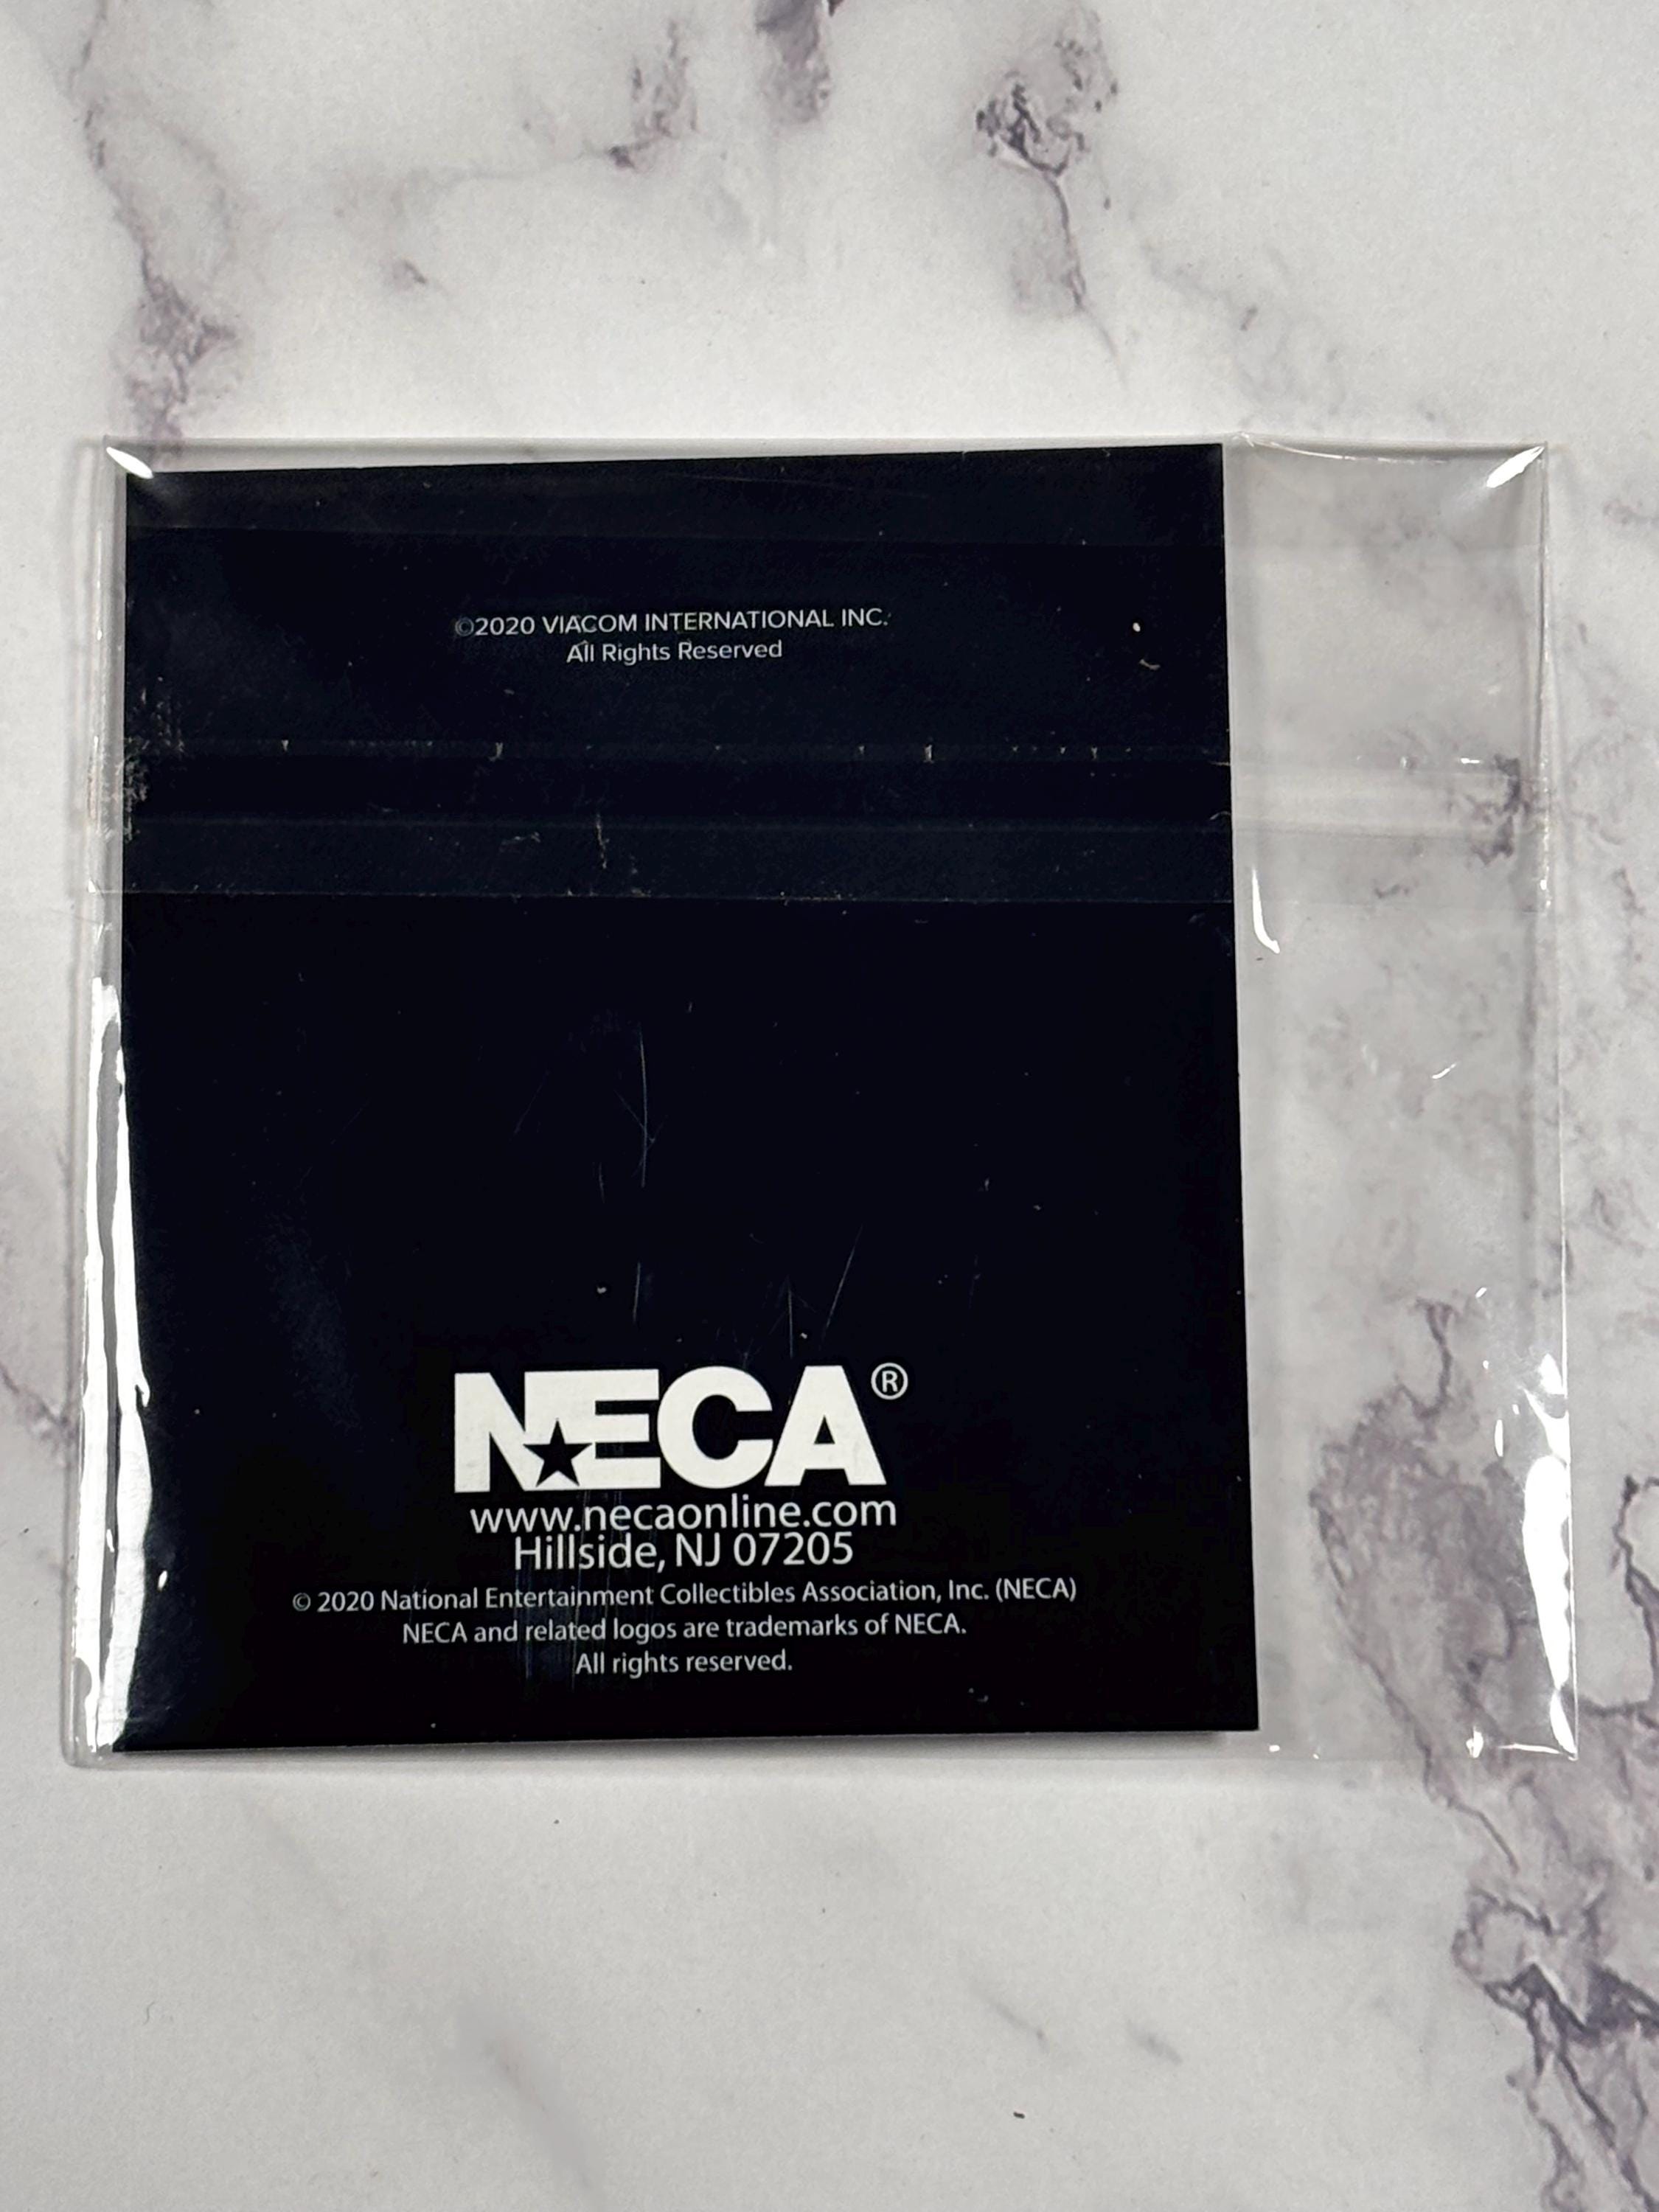 ©2020 VIACOM INTERNATIONAL INC.
All Rights Reserved
NECA®
www.necaonline.com
Hillside, NJ 07205
© 2020 National Entertainment Collectibles Association, Inc. (NECA)
NECA and related logos are trademarks of NECA.
All rights reserved.